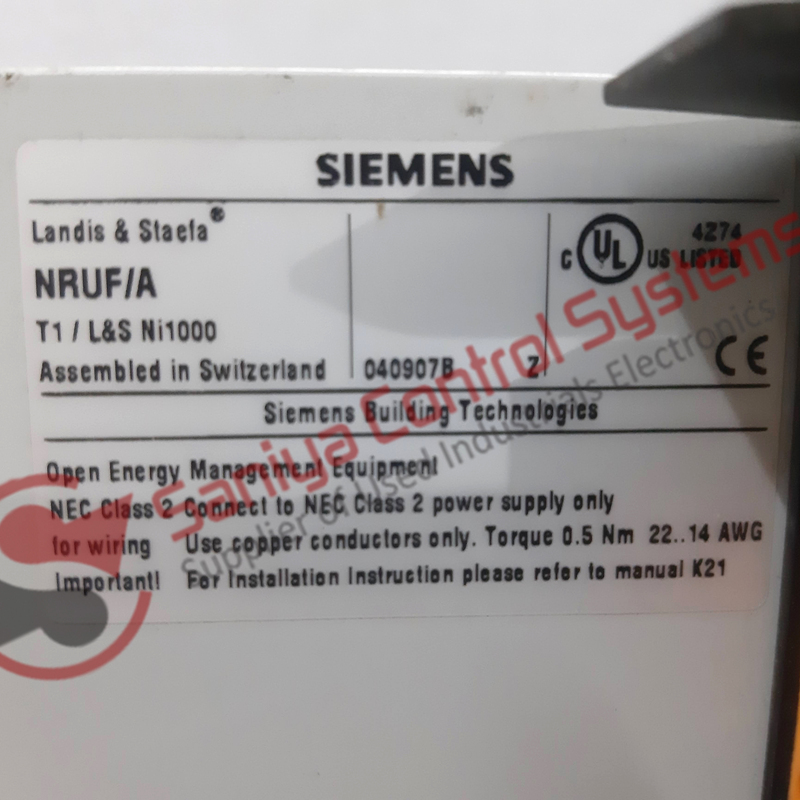 SIEMENS
Landis & Staefa®
NRUF/A
T1 / L&S Ni1000
Assembled in Switzerland 040907B Z
C UL US LISTED 4274
CE
Siemens Building Technologies
Open Energy Management Equipment
NEC Class 2 Connect to NEC Class 2 power supply only
for wiring Use copper conductors only. Torque 0.5 Nm 22..14 AWG
Important! For Installation Instruction please refer to manual K21
Saniya Control Systems
Supplier of Used Industrials Electronics